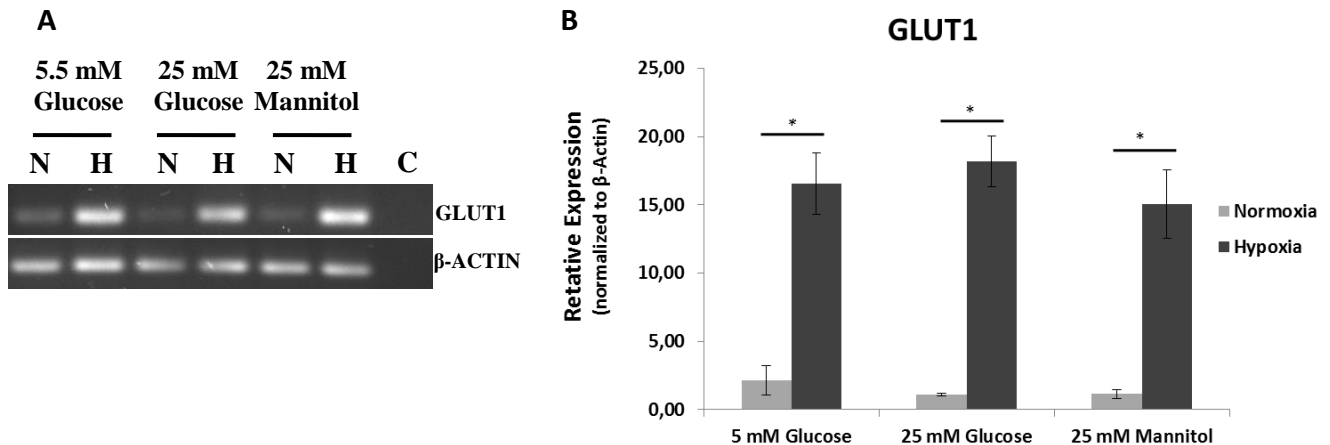 A
5.5 mM 25 mM 25 mM
Glucose Glucose Mannitol
N H N H N H C
GLUT1
β-ACTIN
B
GLUT1
Retative Expression
(normalized to β-Actin)
25,00
20,00
15,00
10,00
5,00
0,00
* * *
5 mM Glucose 25 mM Glucose 25 mM Mannitol
Normoxia
Hypoxia